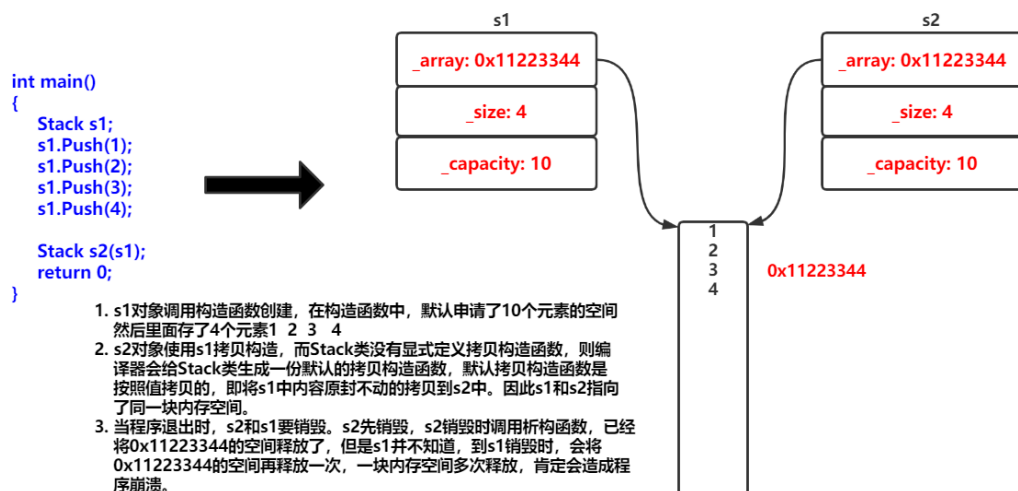 s1
s2
_array: 0x11223344
_array: 0x11223344
_size: 4
_size: 4
_capacity: 10
_capacity: 10
int main()
{
Stack s1;
s1.Push(1);
s1.Push(2);
s1.Push(3);
s1.Push(4);
Stack s2(s1);
return 0;
}
1
2
3
4
0x11223344
1. s1对象调用构造函数创建，在构造函数中，默认申请了10个元素的空间
然后里面存了4个元素1 2 3 4
2. s2对象使用s1拷贝构造，而Stack类没有显式定义拷贝构造函数，则编
译器会给Stack类生成一份默认的拷贝构造函数，默认拷贝构造函数是
按照值拷贝的，即将s1中内容原封不动的拷贝到s2中。因此s1和s2指向
了同一块内存空间。
3. 当程序退出时，s2和s1要销毁。s2先销毁，s2销毁时调用析构函数，已经
将0x11223344的空间释放了，但是s1并不知道，到s1销毁时，会将
0x11223344的空间再释放一次，一块内存空间多次释放，肯定会造成程
序崩溃。